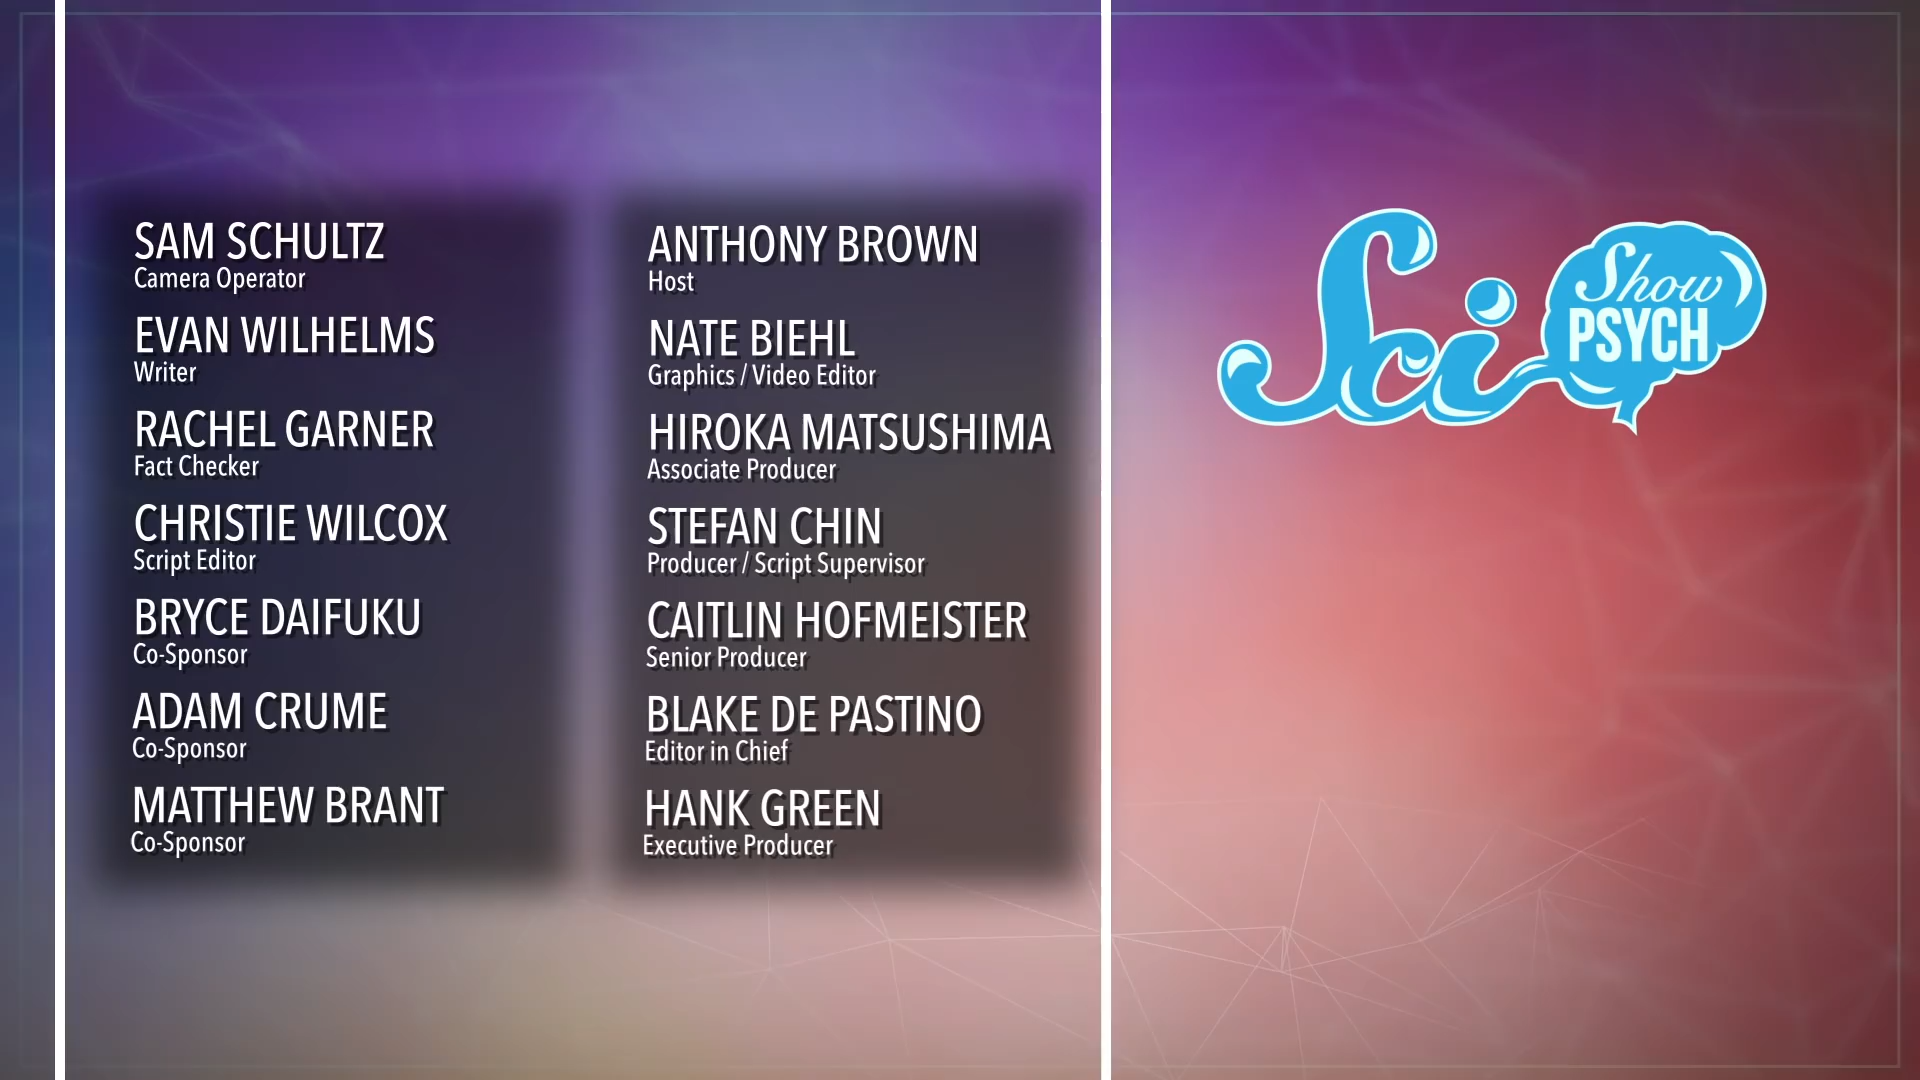 SAM SCHULTZ
Camera Operator
EVAN WILHELMS
Writer
RACHEL GARNER
Fact Checker
CHRISTIE WILCOX
Script Editor
BRYCE DAIFUKU
Co-Sponsor
ADAM CRUME
Co-Sponsor
MATTHEW BRANT
Co-Sponsor
ANTHONY BROWN
Host
NATE BIEHL
Graphics / Video Editor
HIROKA MATSUSHIMA
Associate Producer
STEFAN CHIN
Producer / Script Supervisor
CAITLIN HOFMEISTER
Senior Producer
BLAKE DE PASTINO
Editor in Chief
HANK GREEN
Executive Producer
Sci
Show
PSYCH